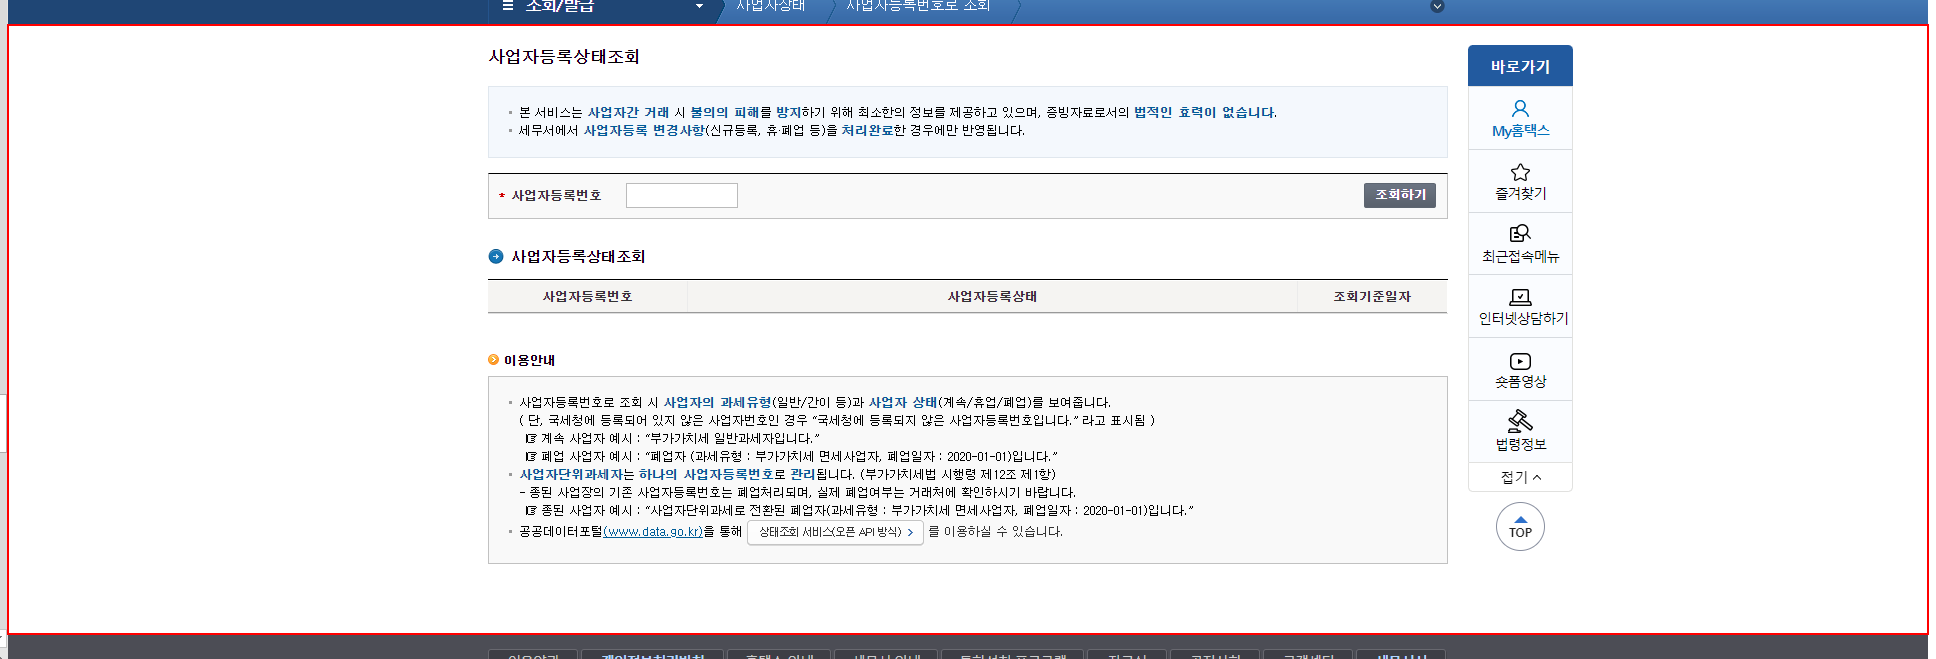 조회/발급
사업자상태
사업자등록번호로 조회
사업자등록상태조회
본 서비스는 사업자간 거래 시 불의의 피해를 방지하기 위해 최소한의 정보를 제공하고 있으며, 증빙자료로서의 법적인 효력이 없습니다.
세무서에서 사업자등록 변경사항(신규등록, 휴·폐업 등)을 처리완료한 경우에만 반영됩니다.
* 사업자등록번호
조회하기
사업자등록상태조회
사업자등록번호 사업자등록상태 조회기준일자
이용안내
사업자등록번호로 조회 시 사업자의 과세유형(일반/간이 등)과 사업자 상태(계속/휴업/폐업)를 보여줍니다.
( 단, 국세청에 등록되어 있지 않은 사업자번호인 경우 “국세청에 등록되지 않은 사업자등록번호입니다.” 라고 표시됨 )
☞ 계속 사업자 예시 : “부가가치세 일반과세자입니다.”
☞ 폐업 사업자 예시 : “폐업자 (과세유형 : 부가가치세 면세사업자, 폐업일자 : 2020-01-01)입니다.”
사업자단위과세자는 하나의 사업자등록번호로 관리됩니다. (부가가치세법 시행령 제12조 제1항)
- 종된 사업장의 기존 사업자등록번호는 폐업처리되며, 실제 폐업여부는 거래처에 확인하시기 바랍니다.
☞ 종된 사업자 예시 : “사업자단위과세로 전환된 폐업자(과세유형 : 부가가치세 면세사업자, 폐업일자 : 2020-01-01)입니다.”
공공데이터포털(www.data.go.kr)을 통해 상태조회 서비스(오픈 API 방식) > 를 이용하실 수 있습니다.
바로가기
My홈택스
즐겨찾기
최근접속메뉴
인터넷상담하기
숏폼영상
법령정보
접기
TOP